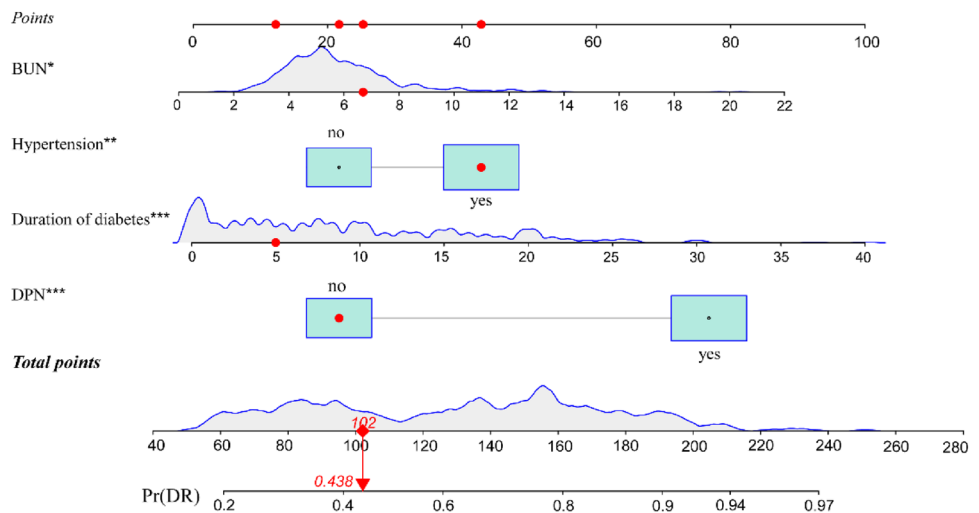 Points
0 20 40 60 80 100
BUN*
0 2 4 6 8 10 12 14 16 18 20 22
no
Hypertension**
yes
Duration of diabetes***
0 5 10 15 20 25 30 35 40
no
DPN***
yes
Total points
102
40 60 80 100 120 140 160 180 200 220 240 260 280
0.438
Pr(DR)
0.2 0.4 0.6 0.8 0.9 0.94 0.97